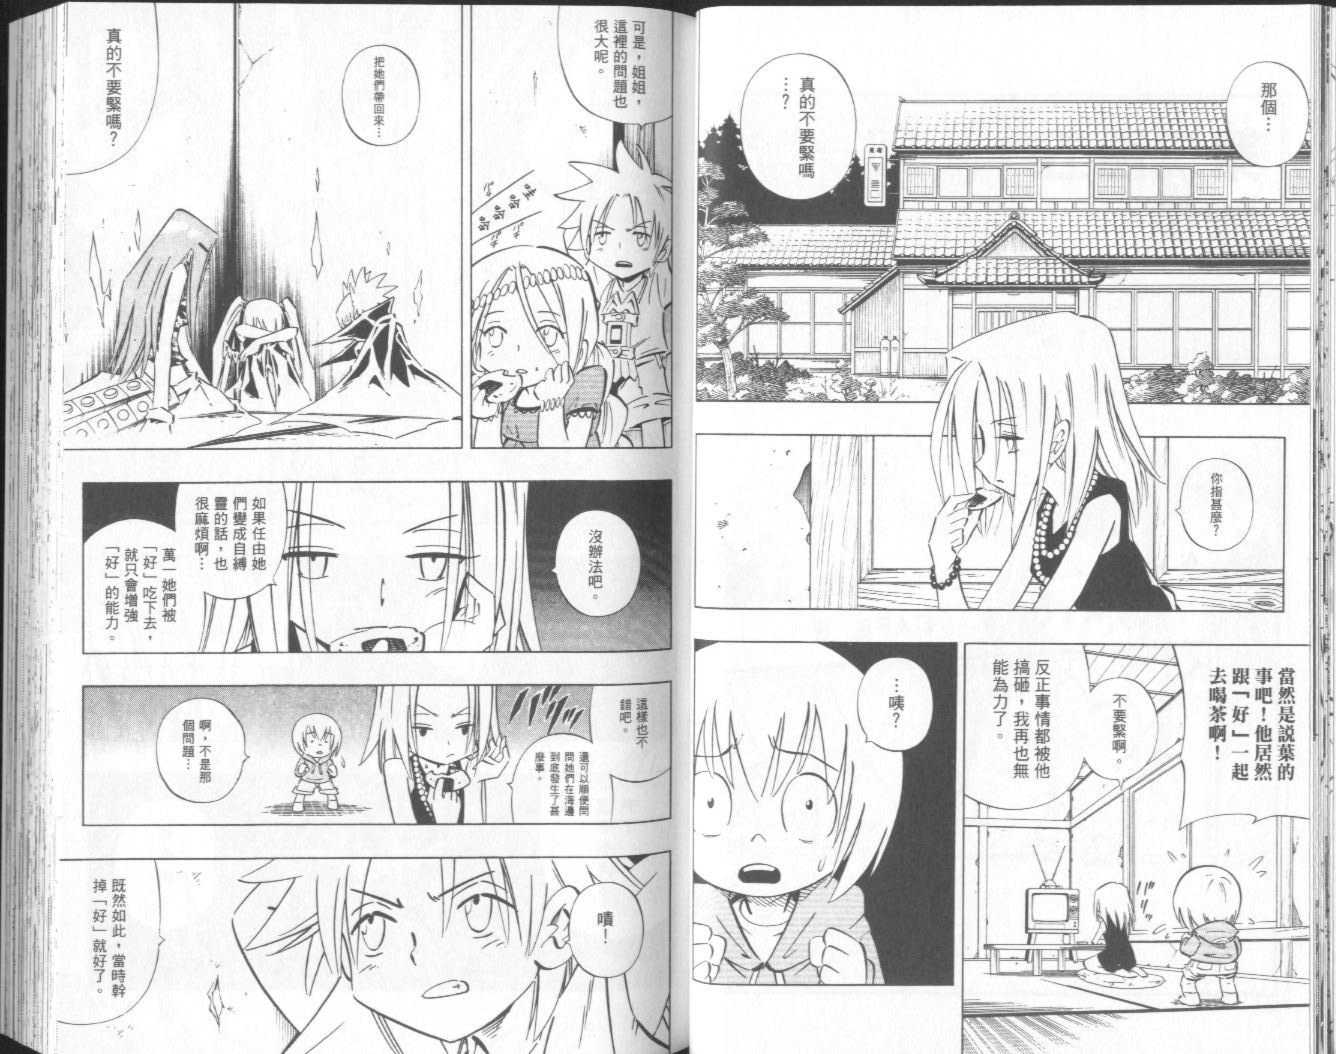 那個…
真的不要緊嗎
…？
你指甚麼？
當然是說葉的
事吧！他居然
跟「好」一起
去喝茶啊！
不要緊啊。
反正事情都被他
搞砸，我再也無
能為力了。
…咦？
可是，姐姐，
這裡的問題也
很大呢。
把她們帶回來…
真的不要緊嗎？
沒辦法吧。
如果任由她
們變成自縛
靈的話，也
很麻煩啊…
萬一她們被
「好」吃下去，
就只會增強
「好」的能力。
這樣也不
錯吧。
還可以順便問
問她們在海邊
到底發生了甚
麼事。
啊，不是那
個問題…
嘖！
既然如此，當時幹
掉「好」就好了。